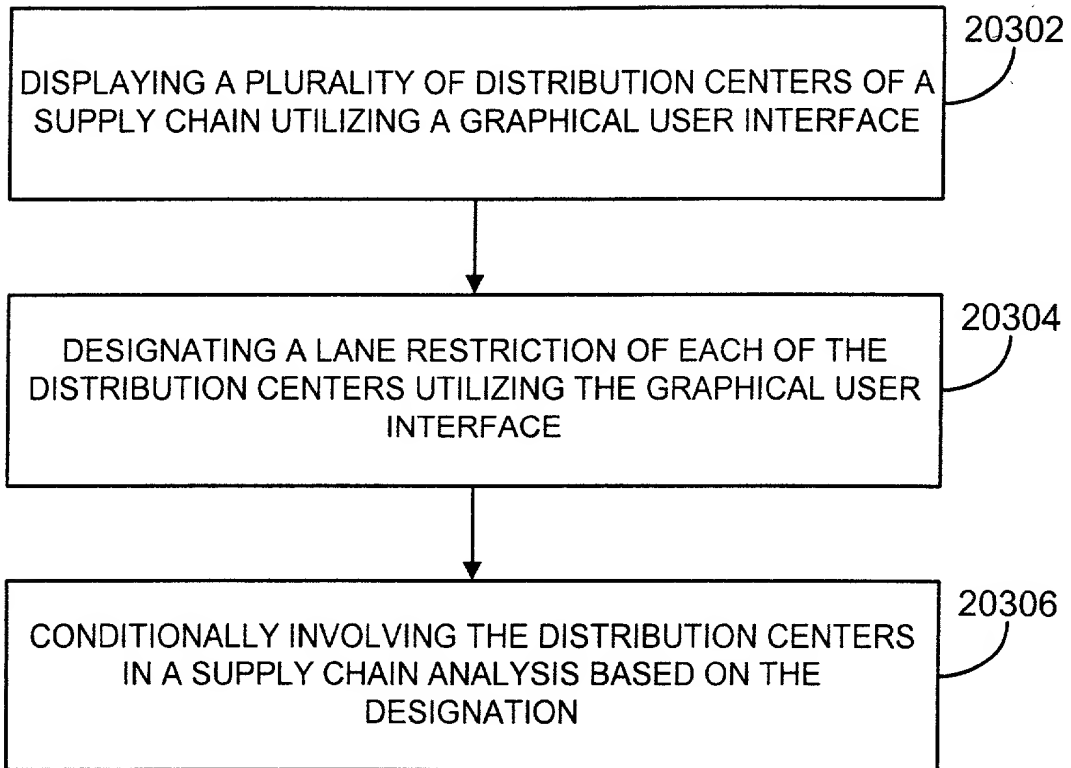 20302
DISPLAYING A PLURALITY OF DISTRIBUTION CENTERS OF A
SUPPLY CHAIN UTILIZING A GRAPHICAL USER INTERFACE
20304
DESIGNATING A LANE RESTRICTION OF EACH OF THE
DISTRIBUTION CENTERS UTILIZING THE GRAPHICAL USER
INTERFACE
20306
CONDITIONALLY INVOLVING THE DISTRIBUTION CENTERS
IN A SUPPLY CHAIN ANALYSIS BASED ON THE
DESIGNATION